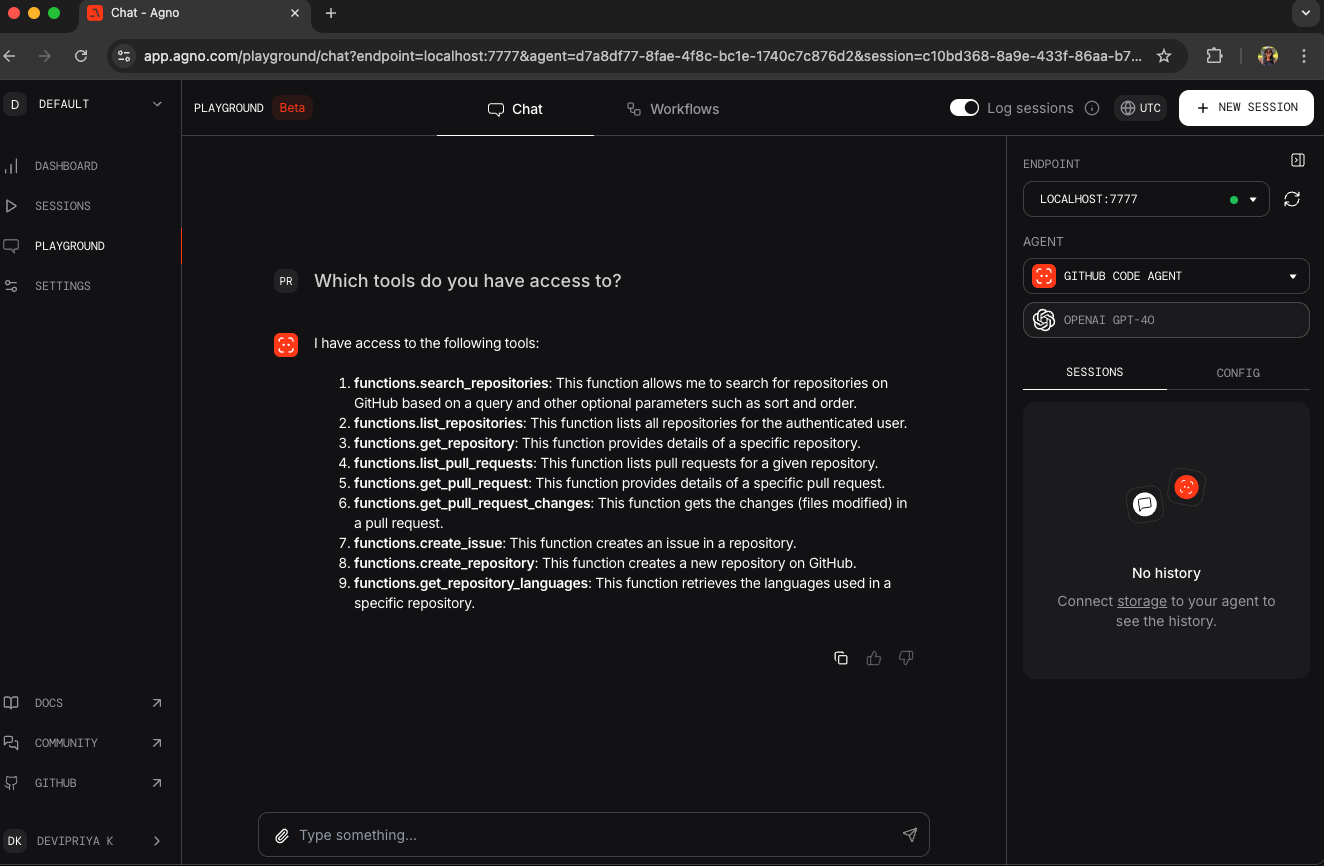 Chat - Agno
app.agno.com/playground/chat?endpoint=localhost:7777&agent=d7a8df77-8fae-4f8c-bc1e-1740c7c876d2&session=c10bd368-8a9e-433f-86aa-b7...
D DEFAULT
DASHBOARD
SESSIONS
PLAYGROUND
SETTINGS
DOCS
COMMUNITY
GITHUB
DK DEVIPRIYA K
PLAYGROUND Beta
Chat
Workflows
Log sessions
UTC
+ NEW SESSION
PR Which tools do you have access to?
I have access to the following tools:
1. functions.search_repositories: This function allows me to search for repositories on
GitHub based on a query and other optional parameters such as sort and order.
2. functions.list_repositories: This function lists all repositories for the authenticated user.
3. functions.get_repository: This function provides details of a specific repository.
4. functions.list_pull_requests: This function lists pull requests for a given repository.
5. functions.get_pull_request: This function provides details of a specific pull request.
6. functions.get_pull_request_changes: This function gets the changes (files modified) in
a pull request.
7. functions.create_issue: This function creates an issue in a repository.
8. functions.create_repository: This function creates a new repository on GitHub.
9. functions.get_repository_languages: This function retrieves the languages used in a
specific repository.
Type something...
ENDPOINT
LOCALHOST:7777
AGENT
GITHUB CODE AGENT
OPENAI GPT-4O
SESSIONS
CONFIG
No history
Connect storage to your agent to
see the history.